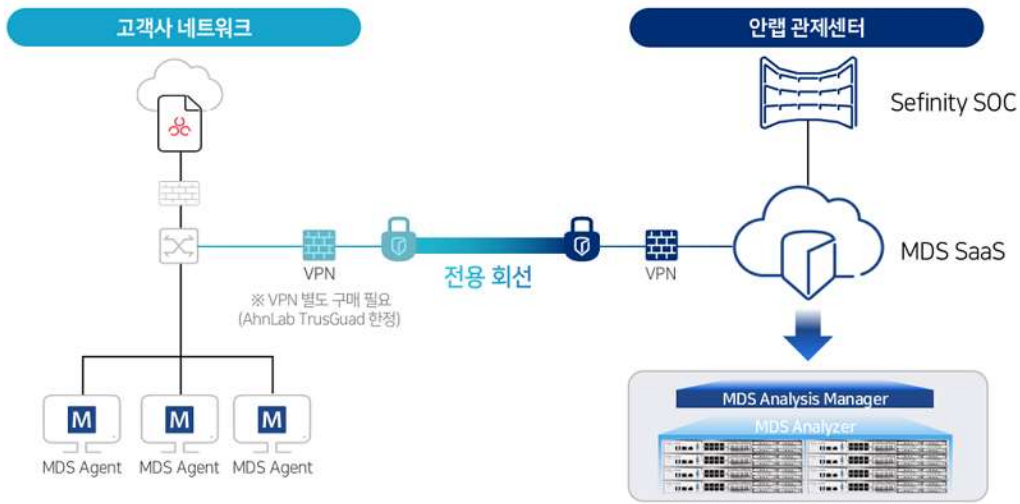 고객사 네트워크
안랩 관제센터
Sefinity SOC
MDS SaaS
VPN
전용 회선
VPN
※ VPN 별도 구매 필요
(AhnLab TrusGuad 한정)
MDS Analysis Manager
MDS Analyzer
M
M
M
MDS Agent
MDS Agent
MDS Agent